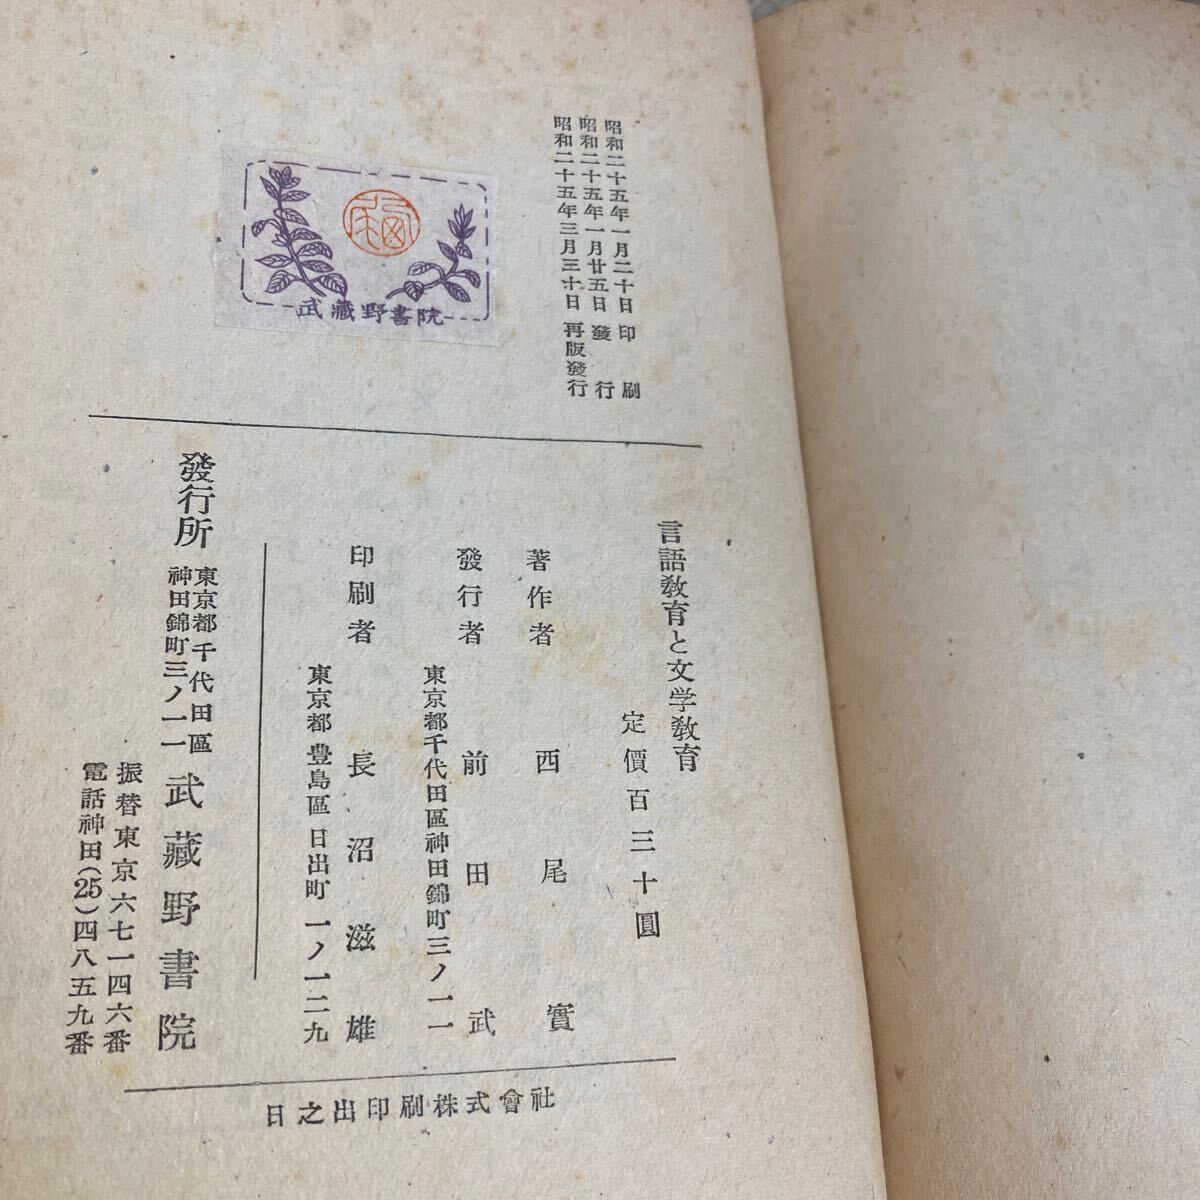 昭和二十五年一月二十日 印刷
昭和二十五年一月廿五日 發行
昭和二十五年三月三十日 再版發行
武藏野書院
言語教育と文学教育
定價百三十圓
著作者 西尾實
發行者 前田武
東京都千代田區神田錦町三ノ一一
印刷者 長沼滋雄
東京都豊島區日出町一ノ一二九
發行所 武藏野書院
東京都千代田區
神田錦町三ノ一一
振替東京六七一四六番
電話神田(25)四八五九番
日之出印刷株式會社